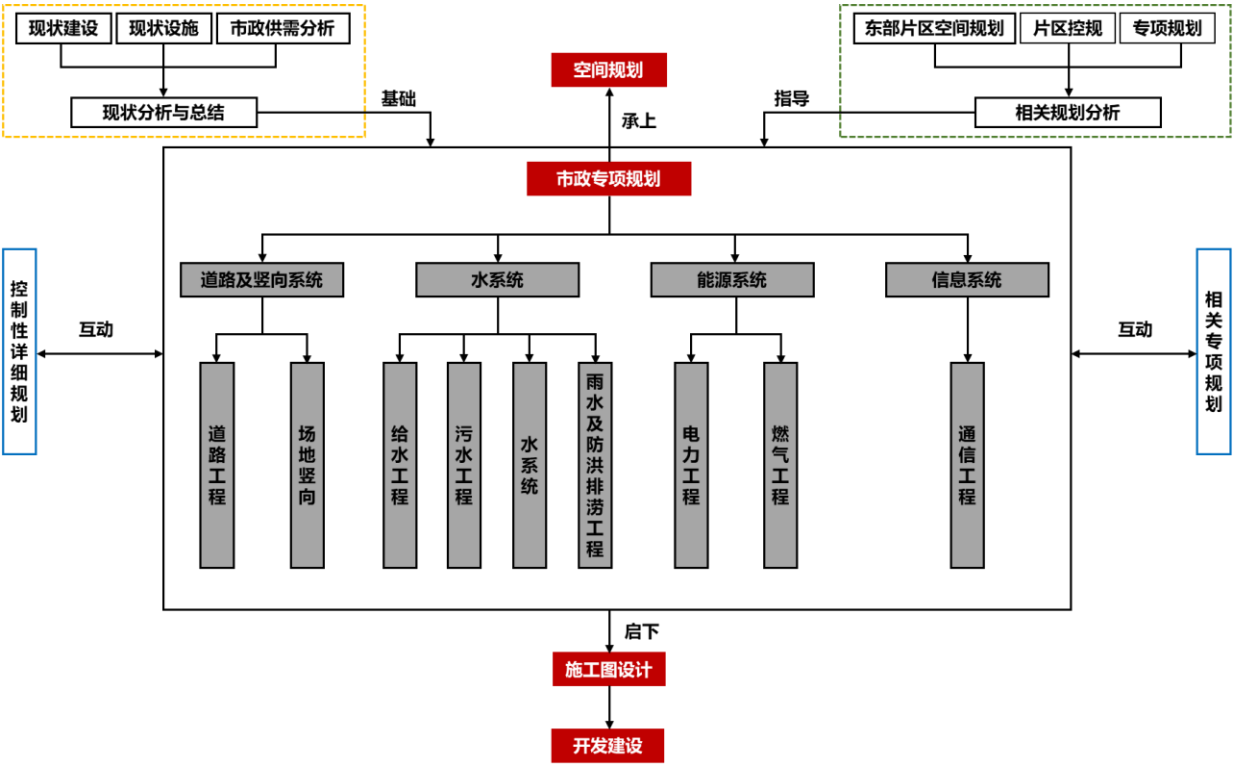 现状建设
现状设施
市政供需分析
现状分析与总结
基础
东部片区空间规划
片区控规
专项规划
相关规划分析
指导
空间规划
承上
市政专项规划
道路及竖向系统
水系统
能源系统
信息系统
道路工程
场地竖向
给水工程
污水工程
水系统
雨水及防洪排涝工程
电力工程
燃气工程
通信工程
控制性详细规划
互动
互动
相关专项规划
启下
施工图设计
开发建设